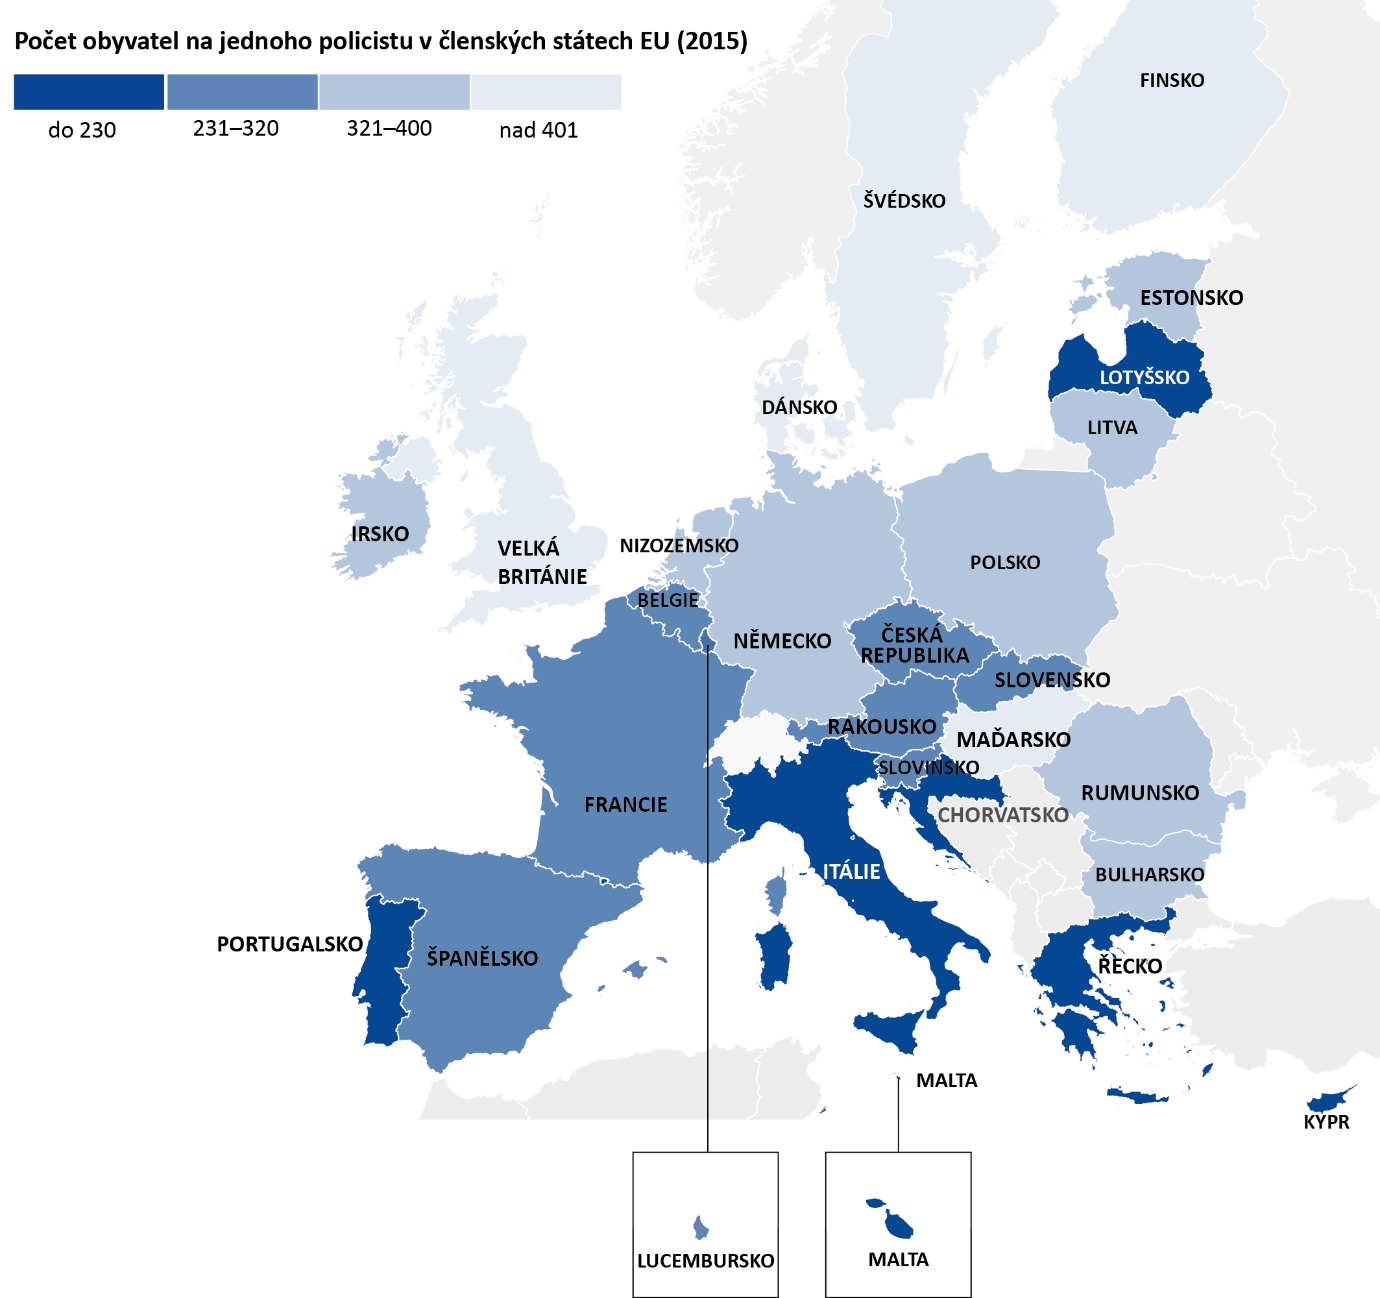 Počet obyvatel na jednoho policistu v členských státech EU (2015)
do 230
231–320
321–400
nad 401
FINSKO
ŠVÉDSKO
ESTONSKO
LOTYŠSKO
DÁNSKO
LITVA
IRSKO
VELKÁ
BRITÁNIE
NIZOZEMSKO
POLSKO
BELGIE
NĚMECKO
ČESKÁ
REPUBLIKA
SLOVENSKO
RAKOUSKO
MAĎARSKO
SLOVINSKO
FRANCIE
RUMUNSKO
CHORVATSKO
ITÁLIE
BULHARSKO
PORTUGALSKO
ŠPANĚLSKO
ŘECKO
MALTA
KYPR
LUCEMBURSKO
MALTA